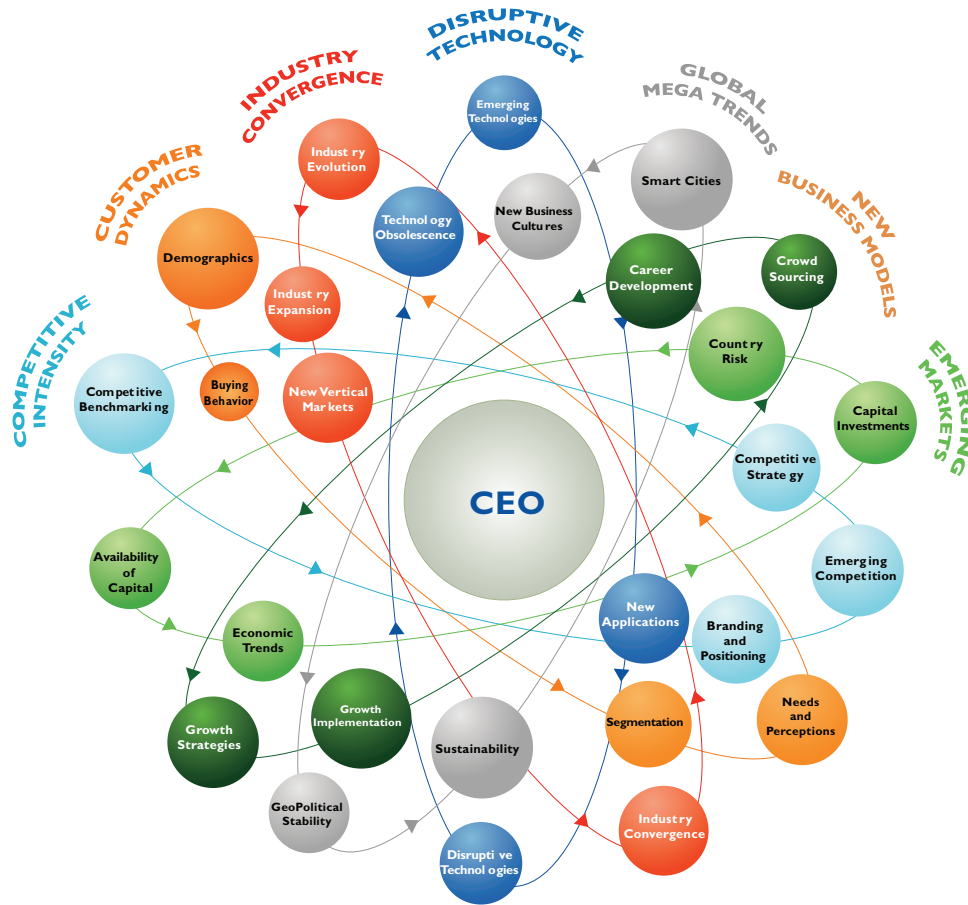 DISRUPTIVE
TECHNOLOGY
INDUSTRY
CONVERGENCE
GLOBAL
MEGA TRENDS
CUSTOMER
DYNAMICS
NEW
BUSINESS MODELS
COMPETITIVE
INTENSITY
EMERGING
MARKETS
Emerging
Technologies
Industry
Evolution
Smart Cities
Technology
Obsolescence
New Business
Cultures
Demographics
Career
Development
Crowd
Sourcing
Industry
Expansion
Country
Risk
Competitive
Benchmarking
Buying
Behavior
New Vertical
Markets
Capital
Investments
Competitive
Strategy
CEO
Availability
of
Capital
Emerging
Competition
Economic
Trends
New
Applications
Branding
and
Positioning
Growth
Strategies
Growth
Implementation
Sustainability
Segmentation
Needs
and
Perceptions
GeoPolitical
Stability
Industry
Convergence
Disruptive
Technologies